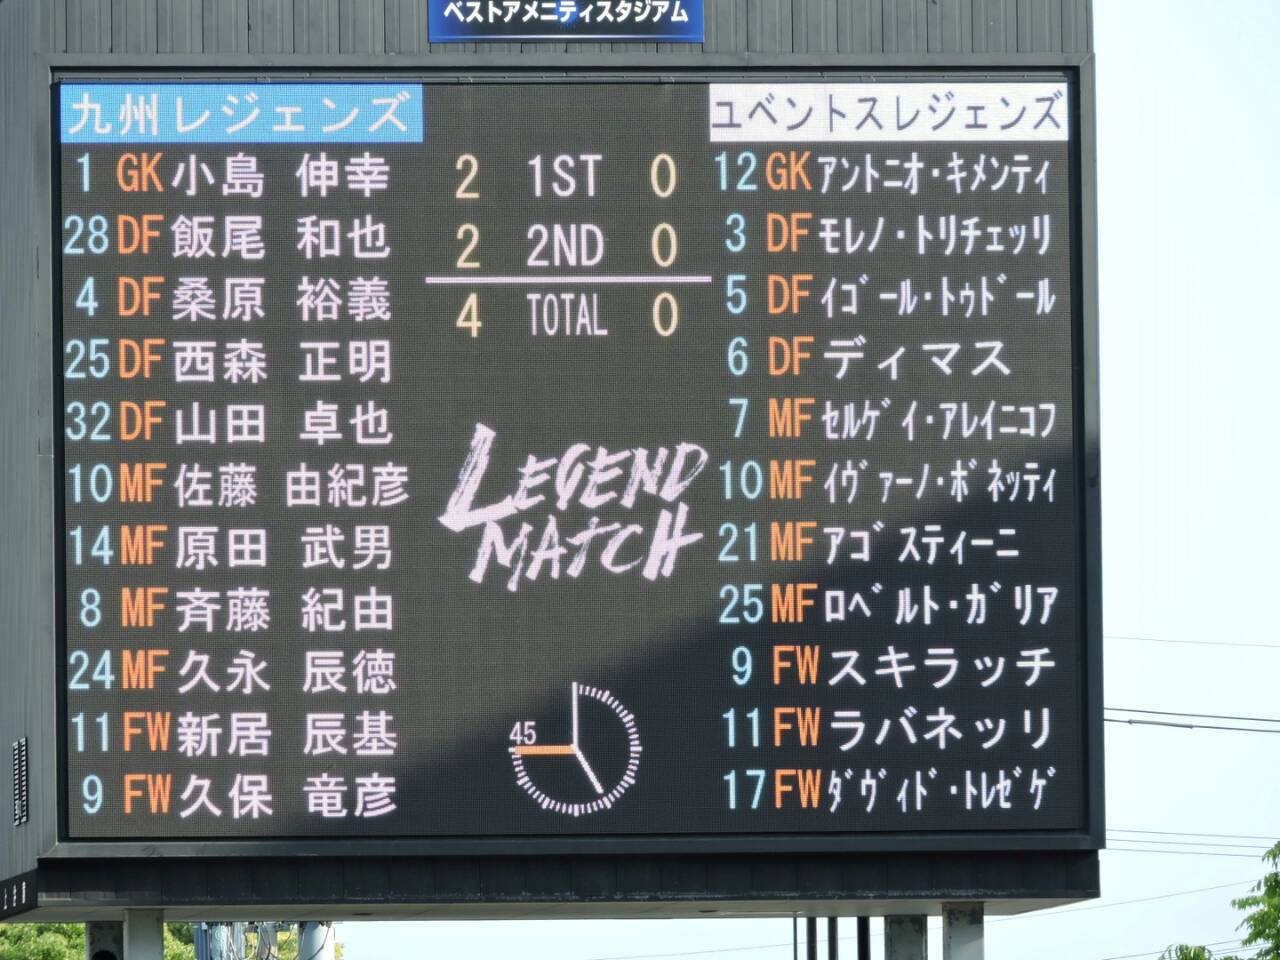 ベストアメニティスタジアム
九州レジェンズ
1 GK 小島 伸幸
28 DF 飯尾 和也
4 DF 桑原 裕義
25 DF 西森 正明
32 DF 山田 卓也
10 MF 佐藤 由紀彦
14 MF 原田 武男
8 MF 斉藤 紀由
24 MF 久永 辰徳
11 FW 新居 辰基
9 FW 久保 竜彦
2 1ST 0
2 2ND 0
4 TOTAL 0
LEGEND
MATCH
45
ユベントスレジェンズ
12 GK アントニオ・キメンティ
3 DF モレノ・トリチェッリ
5 DF イゴール・トゥドール
6 DF ディマス
7 MF セルゲイ・アレイニコフ
10 MF イヴァーノ・ボネッティ
21 MF アゴスティーニ
25 MF ロベルト・ガリア
9 FW スキラッチ
11 FW ラバネッリ
17 FW ダヴィド・トレゼゲ